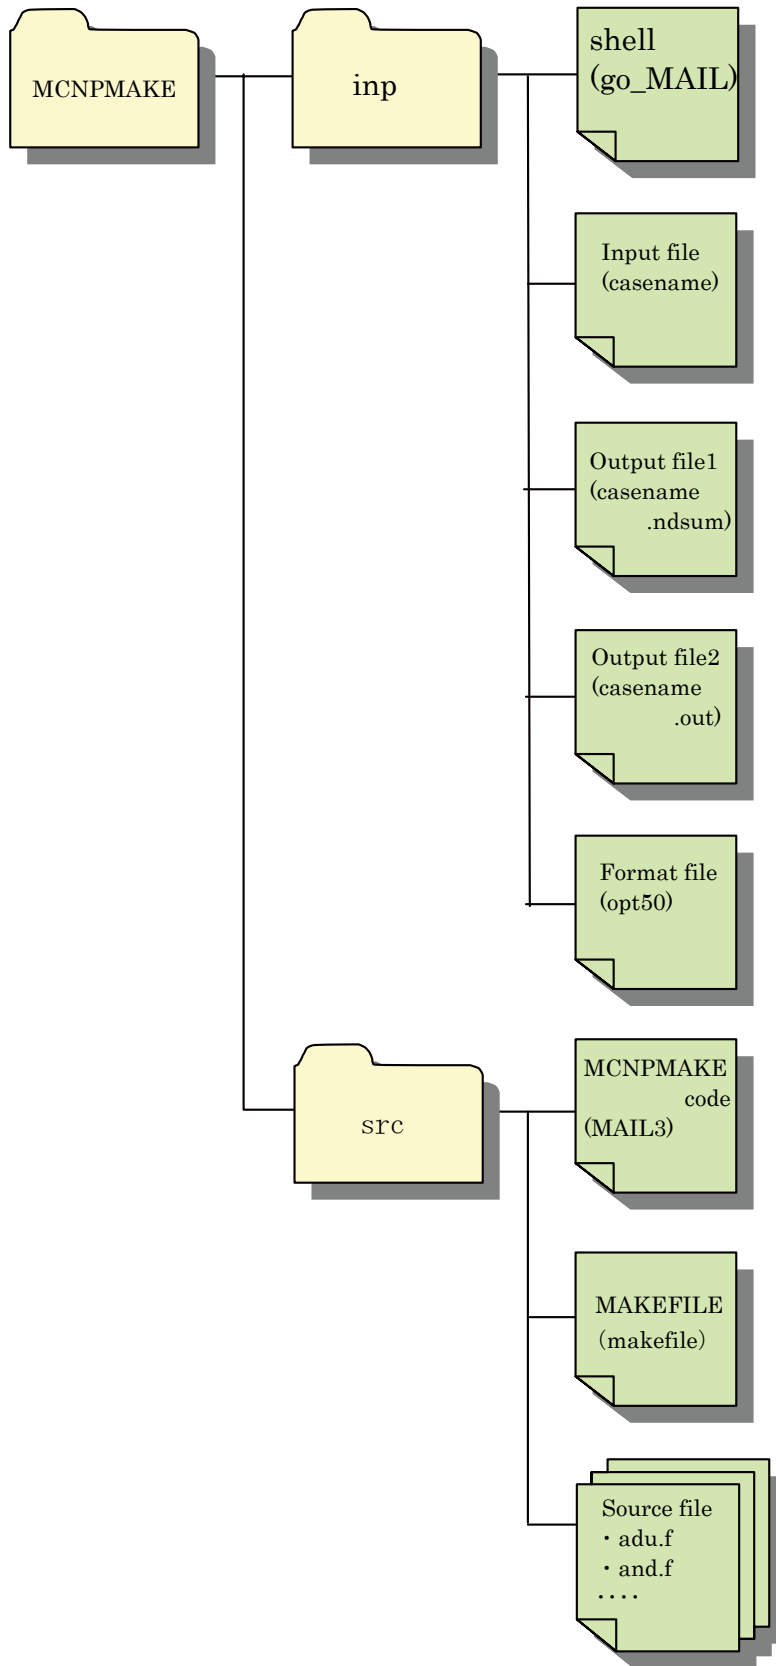 MCNPMAKE
inp
shell
(go_MAIL)
Input file
(casename)
Output file1
(casename
.ndsum)
Output file2
(casename
.out)
Format file
(opt50)
src
MCNPMAKE
code
(MAIL3)
MAKEFILE
（makefile）
Source file
・adu.f
・and.f
‥‥